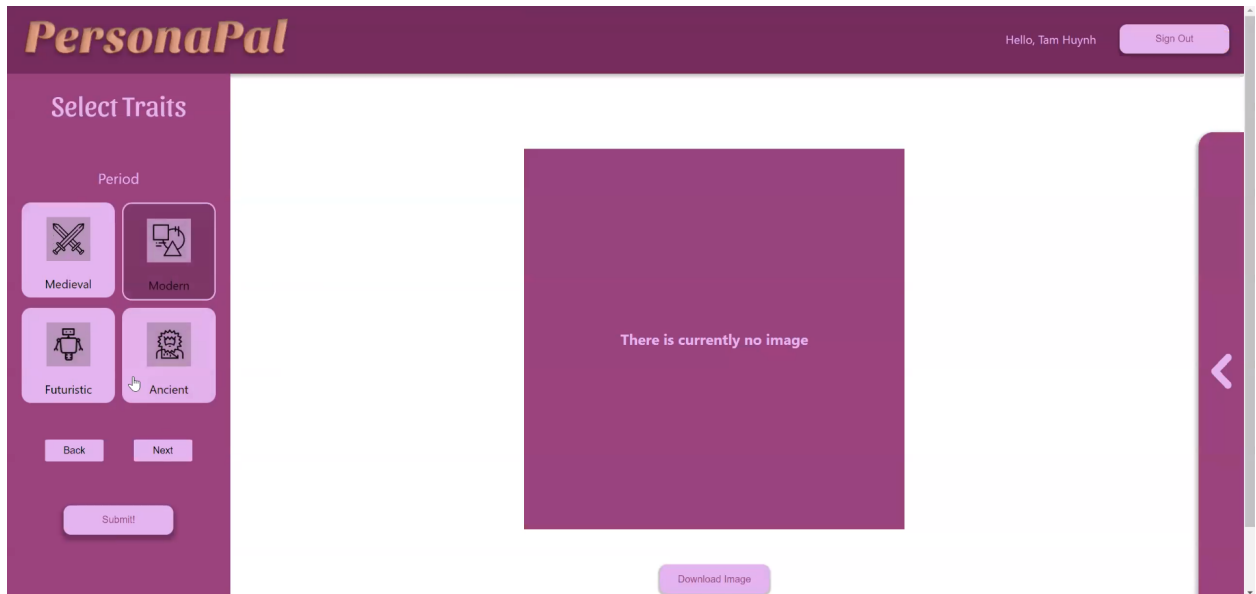 PersonaPal
Hello, Tam Huynh
Sign Out
Select Traits
Period
Medieval
Modern
Futuristic
Ancient
Back
Next
Submit!
There is currently no image
Download Image